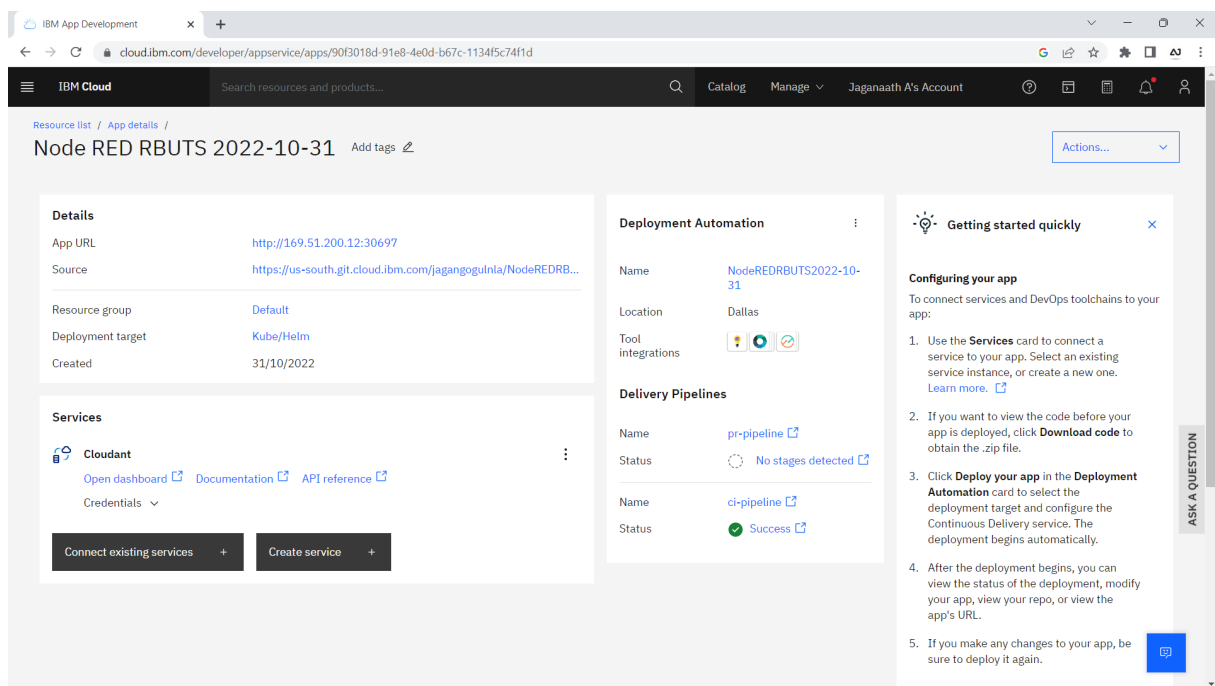 IBM App Development
cloud.ibm.com/developer/appservice/apps/90f3018d-91e8-4e0d-b67c-1134f5c74f1d
IBM Cloud
Search resources and products...
Catalog
Manage
Jaganaath A's Account
Resource list / App details /
Node RED RBUTS 2022-10-31
Add tags
Actions...
Details
App URL
http://169.51.200.12:30697
Source
https://us-south.git.cloud.ibm.com/jagangogulnla/NodeREDRB...
Resource group
Default
Deployment target
Kube/Helm
Created
31/10/2022
Services
Cloudant
Open dashboard
Documentation
API reference
Credentials
Connect existing services +
Create service +
Deployment Automation
Name
NodeREDRBUTS2022-10-
31
Location
Dallas
Tool
integrations
Delivery Pipelines
Name
pr-pipeline
Status
No stages detected
Name
ci-pipeline
Status
Success
Getting started quickly
Configuring your app
To connect services and DevOps toolchains to your
app:
1. Use the Services card to connect a
service to your app. Select an existing
service instance, or create a new one.
Learn more.
2. If you want to view the code before your
app is deployed, click Download code to
obtain the .zip file.
3. Click Deploy your app in the Deployment
Automation card to select the
deployment target and configure the
Continuous Delivery service. The
deployment begins automatically.
4. After the deployment begins, you can
view the status of the deployment, modify
your app, view your repo, or view the
app's URL.
5. If you make any changes to your app, be
sure to deploy it again.
ASK A QUESTION